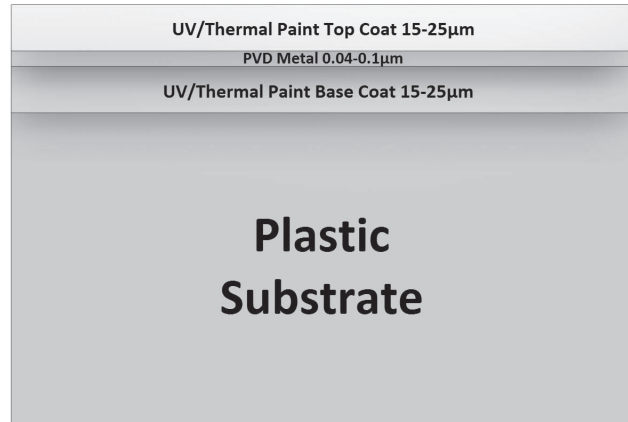 UV/Thermal Paint Top Coat 15-25µm
PVD Metal 0.04-0.1µm
UV/Thermal Paint Base Coat 15-25µm
Plastic
Substrate